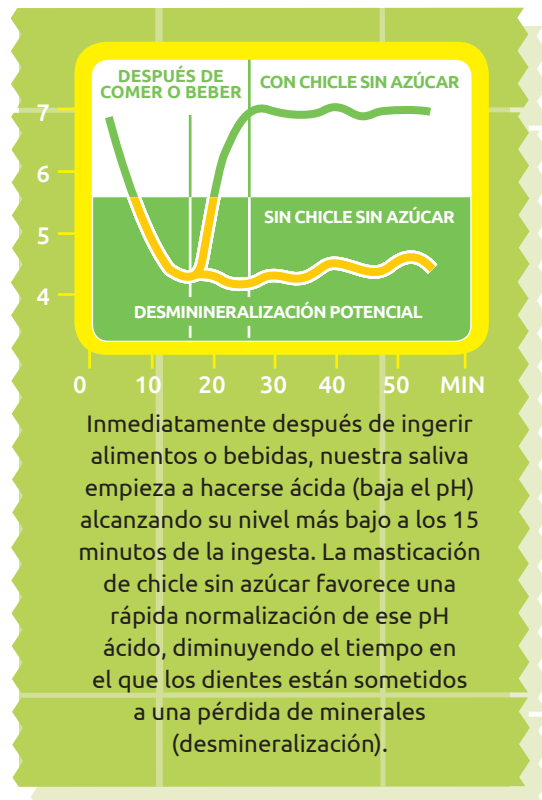 DESPUÉS DE
COMER O BEBER
CON CHICLE SIN AZÚCAR
7
6
5
4
SIN CHICLE SIN AZÚCAR
DESMININERALIZACIÓN POTENCIAL
0 10 20 30 40 50 MIN
Inmediatamente después de ingerir
alimentos o bebidas, nuestra saliva
empieza a hacerse ácida (baja el pH)
alcanzando su nivel más bajo a los 15
minutos de la ingesta. La masticación
de chicle sin azúcar favorece una
rápida normalización de ese pH
ácido, diminuyendo el tiempo en
el que los dientes están sometidos
a una pérdida de minerales
(desmineralización).